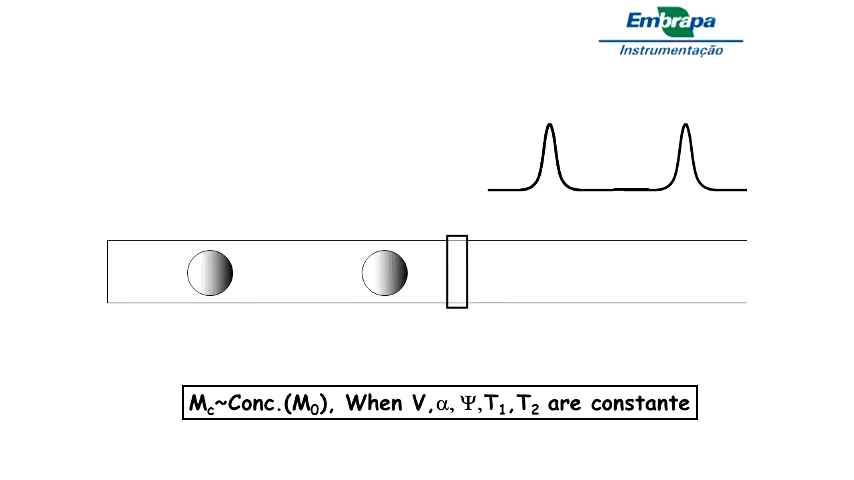 Embrapa
Instrumentação
Mc~Conc.(M0), When V,α, Ψ,T1,T2 are constante